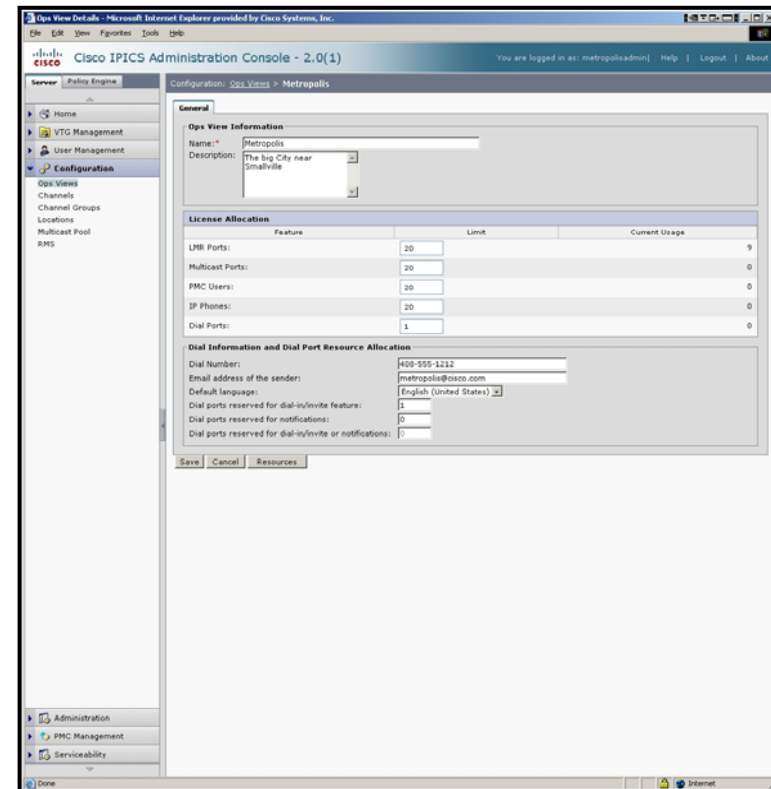 Ops View Details - Microsoft Internet Explorer provided by Cisco Systems, Inc.
File Edit View Favorites Tools Help
CISCO Cisco IPICS Administration Console - 2.0(1)
You are logged in as: metropolisadmin| Help | Logout | About
Server Policy Engine
Configuration: Ops Views > Metropolis
Home
VTG Management
User Management
Configuration
Ops Views
Channels
Channel Groups
Locations
Multicast Pool
RMS
General
Ops View Information
Name:* Metropolis
Description: The big City near
Smallville
License Allocation
Feature Limit Current Usage
LMR Ports: 20 9
Multicast Ports: 20 0
PMC Users: 20 0
IP Phones: 20 0
Dial Ports: 1 0
Dial Information and Dial Port Resource Allocation
Dial Number: 408-555-1212
Email address of the sender: metropolis@cisco.com
Default language: English (United States)
Dial ports reserved for dial-in/invite feature: 1
Dial ports reserved for notifications: 0
Dial ports reserved for dial-in/invite or notifications: 0
Save Cancel Resources
Administration
PMC Management
Serviceability
Done Internet